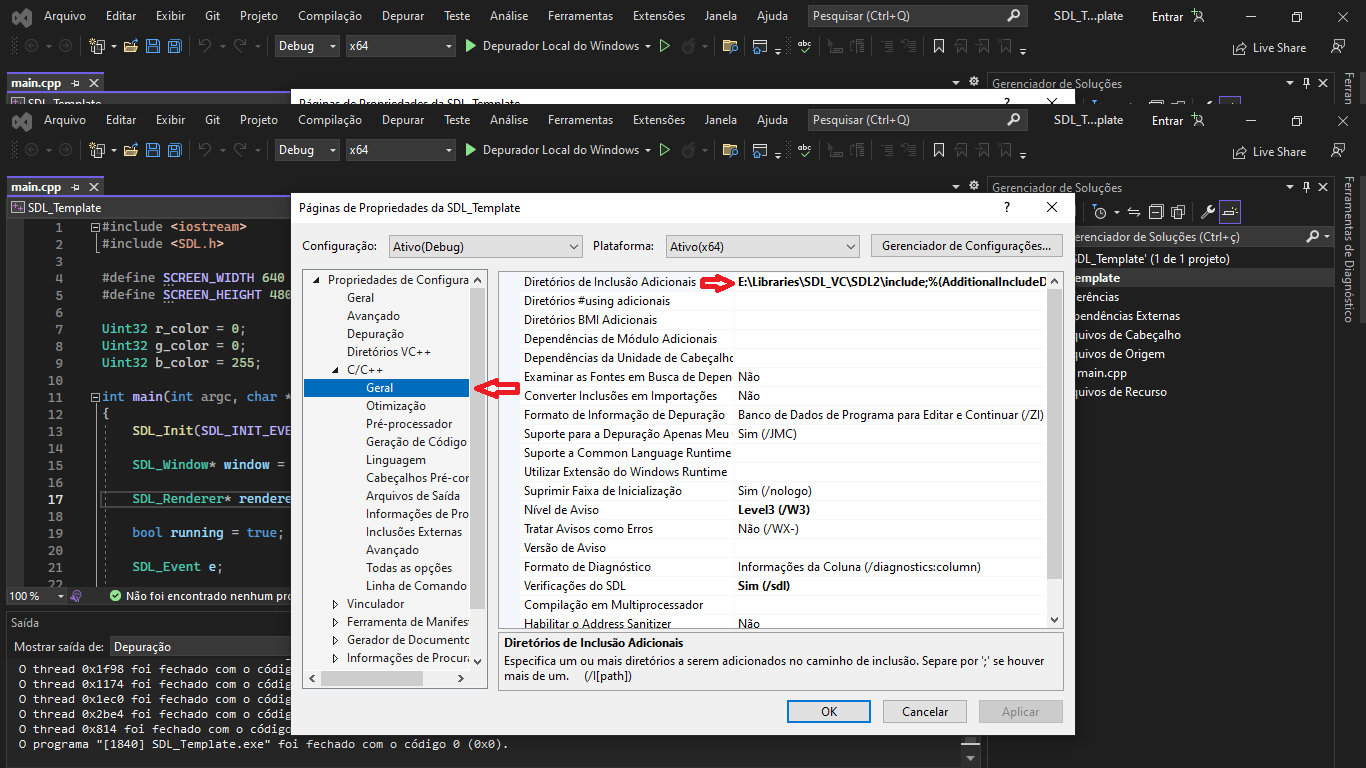 Arquivo Editar Exibir Git Projeto Compilação Depurar Teste Análise Ferramentas Extensões Janela Ajuda Pesquisar (Ctrl+Q) SDL_T...plate Entrar
Debug x64 Depurador Local do Windows Live Share
main.cpp Gerenciador de Soluções
SDL_Template Páginas de Propriedades da SDL_Template ?
Arquivo Editar Exibir Git Projeto Compilação Depurar Teste Análise Ferramentas Extensões Janela Ajuda Pesquisar (Ctrl+Q) SDL_T...plate Entrar
Debug x64 Depurador Local do Windows Live Share
main.cpp Gerenciador de Soluções
SDL_Template
1 #include <iostream>
2 #include <SDL.h>
3
4 #define SCREEN_WIDTH 640
5 #define SCREEN_HEIGHT 480
6
7 Uint32 r_color = 0;
8 Uint32 g_color = 0;
9 Uint32 b_color = 255;
10
11 int main(int argc, char *
12 {
13 SDL_Init(SDL_INIT_EVE
14
15 SDL_Window* window =
16
17 SDL_Renderer* rendere
18
19 bool running = true;
20
21 SDL_Event e;
22
100 % Não foi encontrado nenhum pro
Saída
Mostrar saída de: Depuração
O thread 0x1f98 foi fechado com o códig
O thread 0x1174 foi fechado com o códig
O thread 0x1ec0 foi fechado com o códig
O thread 0x2be4 foi fechado com o códig
O thread 0x814 foi fechado com o código
O programa "[1840] SDL_Template.exe" foi fechado com o código 0 (0x0).
Páginas de Propriedades da SDL_Template ?
Configuração: Ativo(Debug) Plataforma: Ativo(x64) Gerenciador de Configurações...
Propriedades de Configura
Geral
Avançado
Depuração
Diretórios VC++
C/C++
Geral
Otimização
Pré-processador
Geração de Código
Linguagem
Cabeçalhos Pré-cor
Arquivos de Saída
Informações de Pro
Inclusões Externas
Avançado
Todas as opções
Linha de Comando
Vinculador
Ferramenta de Manifes
Gerador de Documento
Informações de Procura
Diretórios de Inclusão Adicionais E:\Libraries\SDL_VC\SDL2\include;%(AdditionalIncludeD
Diretórios #using adicionais
Diretórios BMI Adicionais
Dependências de Módulo Adicionais
Dependências da Unidade de Cabeçalho
Examinar as Fontes em Busca de Depen Não
Converter Inclusões em Importações Não
Formato de Informação de Depuração Banco de Dados de Programa para Editar e Continuar (/ZI)
Suporte para a Depuração Apenas Meu Sim (/JMC)
Suporte a Common Language Runtime
Utilizar Extensão do Windows Runtime
Suprimir Faixa de Inicialização Sim (/nologo)
Nível de Aviso Level3 (/W3)
Tratar Avisos como Erros Não (/WX-)
Versão de Aviso
Formato de Diagnóstico Informações da Coluna (/diagnostics:column)
Verificações do SDL Sim (/sdl)
Compilação em Multiprocessador
Habilitar o Address Sanitizer Não
Diretórios de Inclusão Adicionais
Especifica um ou mais diretórios a serem adicionados no caminho de inclusão. Separe por ';' se houver
mais de um. (/I[path])
OK Cancelar Aplicar
erenciador de Soluções (Ctrl+ç)
SDL_Template' (1 de 1 projeto)
emplate
erências
pendências Externas
quivos de Cabeçalho
quivos de Origem
main.cpp
quivos de Recurso
Ferran
Ferramentas de Diagnóstico